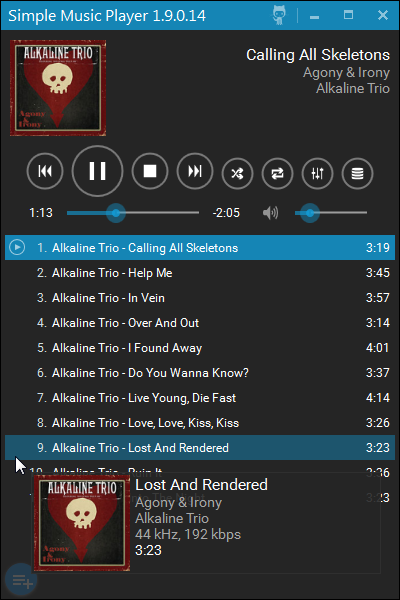 Simple Music Player 1.9.0.14
ALKALINE TRIO
Agony & Irony
Calling All Skeletons
Agony & Irony
Alkaline Trio
1:13
-2:05
1. Alkaline Trio - Calling All Skeletons 3:19
2. Alkaline Trio - Help Me 3:45
3. Alkaline Trio - In Vein 3:57
4. Alkaline Trio - Over And Out 3:14
5. Alkaline Trio - I Found Away 4:01
6. Alkaline Trio - Do You Wanna Know? 3:37
7. Alkaline Trio - Live Young, Die Fast 4:14
8. Alkaline Trio - Love, Love, Kiss, Kiss 3:26
9. Alkaline Trio - Lost And Rendered 3:23
10. Alkaline Trio - Ruin It 3:36
3:23
ALKALINE TRIO
Agony & Irony
Lost And Rendered
Agony & Irony
Alkaline Trio
44 kHz, 192 kbps
3:23